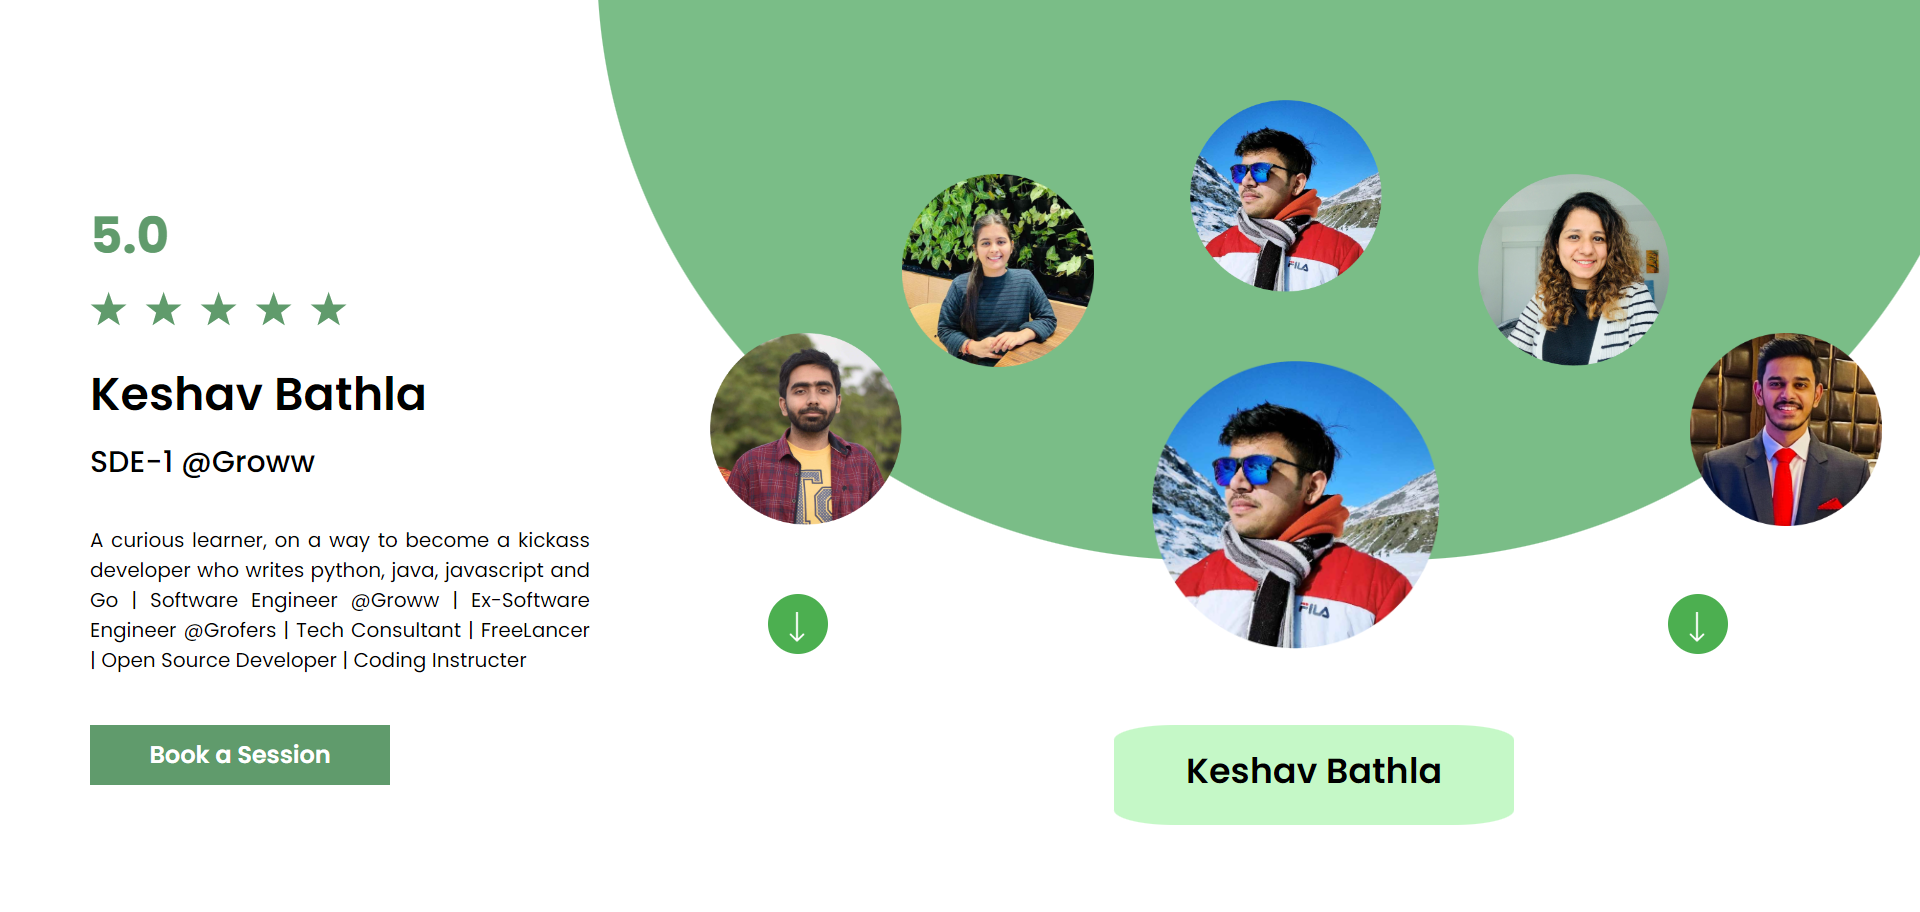 5.0
Keshav Bathla
SDE-1 @Groww
A curious learner, on a way to become a kickass
developer who writes python, java, javascript and
Go | Software Engineer @Groww | Ex-Software
Engineer @Grofers | Tech Consultant | FreeLancer
| Open Source Developer | Coding Instructer
Book a Session
FILA
FILA
Keshav Bathla